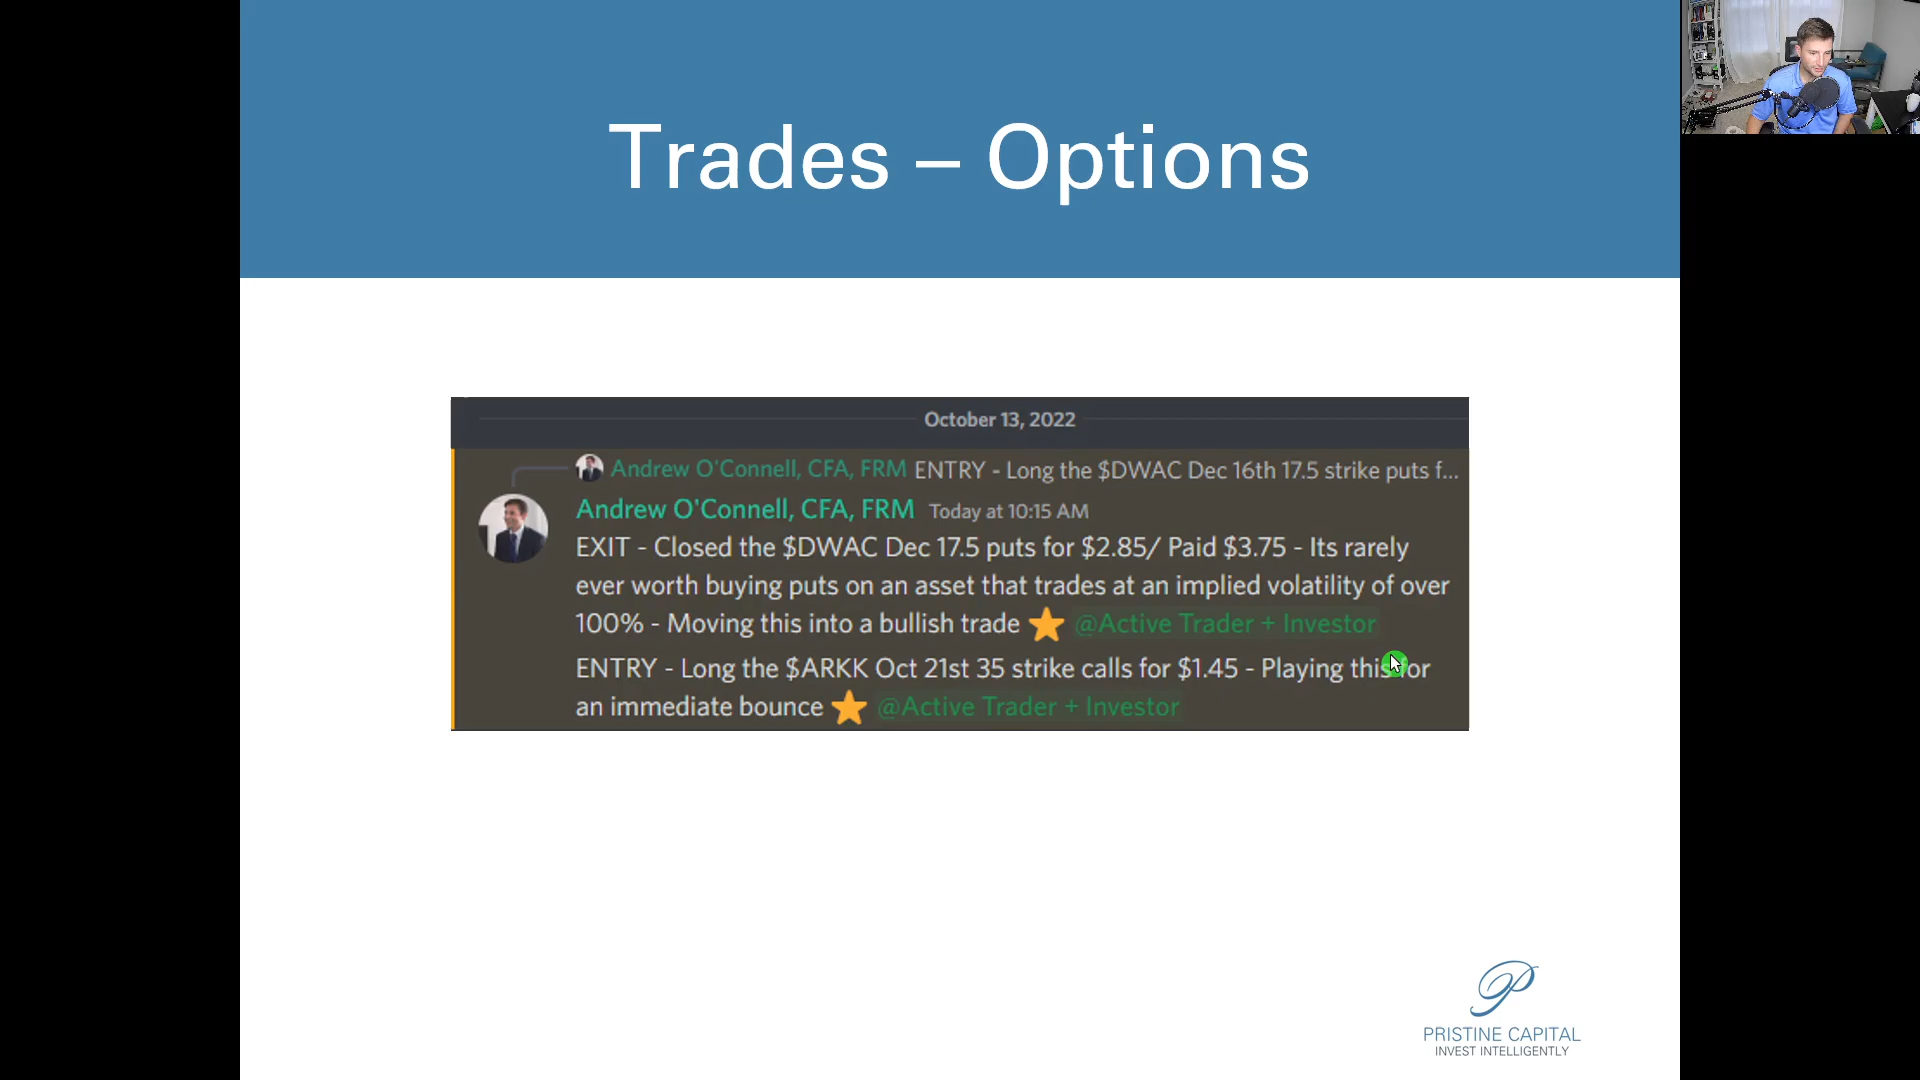 Trades – Options
October 13, 2022
Andrew O'Connell, CFA, FRM ENTRY - Long the $DWAC Dec 16th 17.5 strike puts f...
Andrew O'Connell, CFA, FRM Today at 10:15 AM
EXIT - Closed the $DWAC Dec 17.5 puts for $2.85/ Paid $3.75 - Its rarely
ever worth buying puts on an asset that trades at an implied volatility of over
100% - Moving this into a bullish trade ⭐ @Active Trader + Investor
ENTRY - Long the $ARKK Oct 21st 35 strike calls for $1.45 - Playing this for
an immediate bounce ⭐ @Active Trader + Investor
PRISTINE CAPITAL
INVEST INTELLIGENTLY